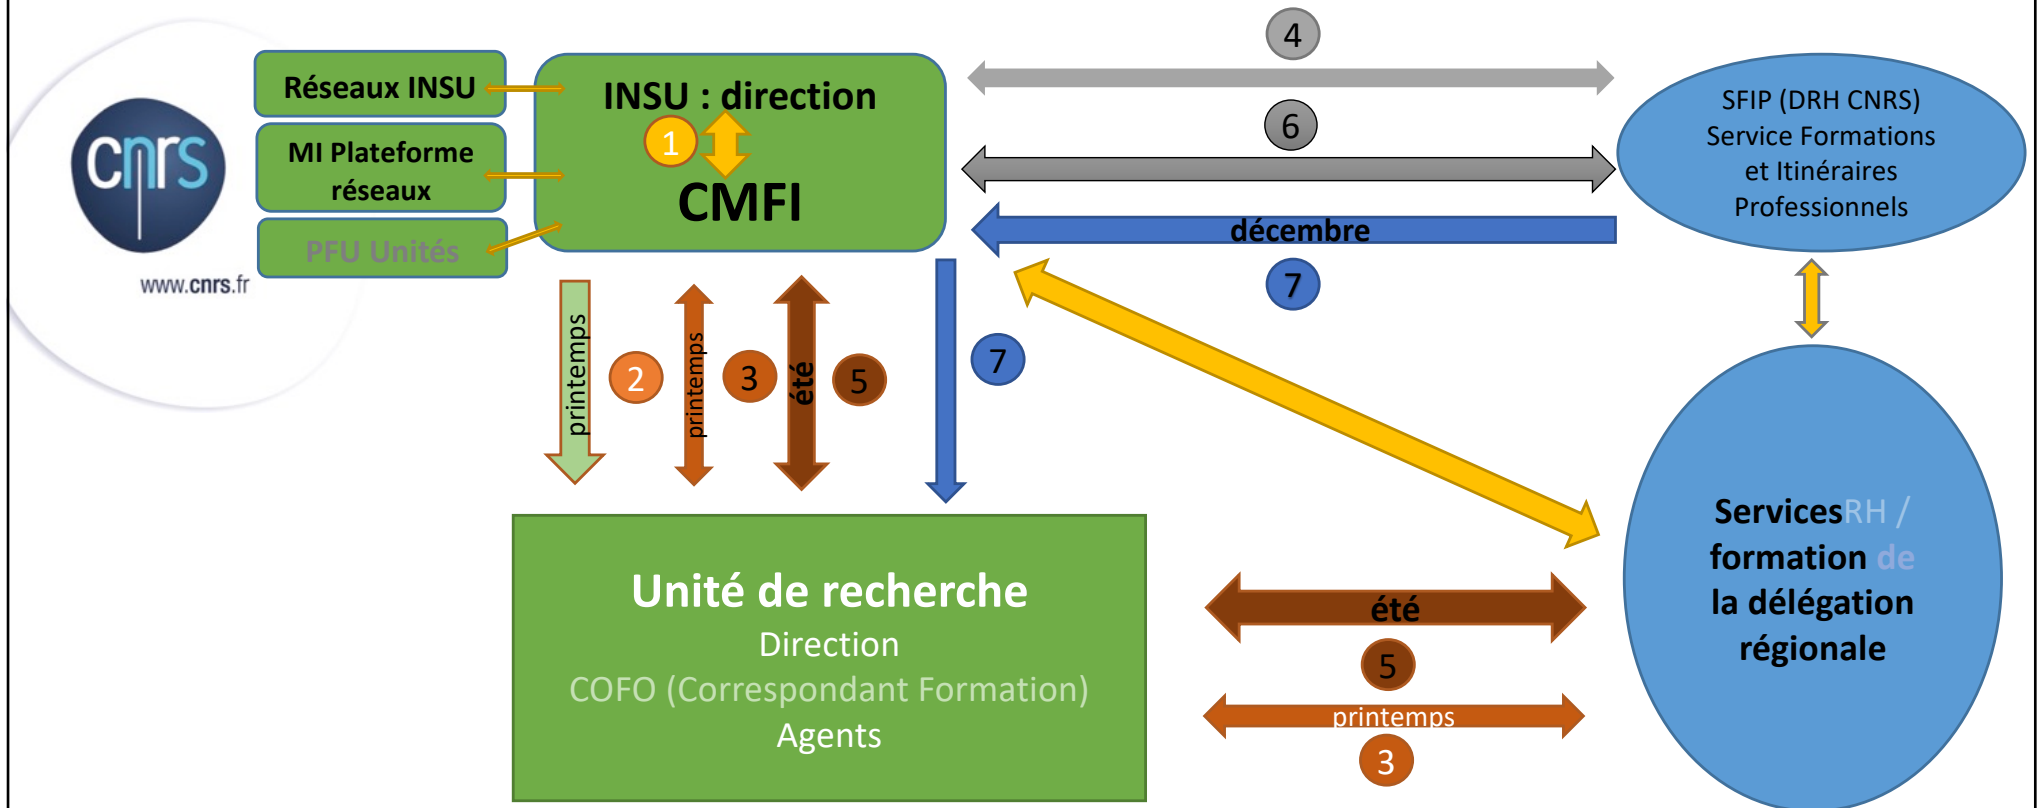 cnrs
www.cnrs.fr
Réseaux INSU
MI Plateforme
réseaux
PFU Unités
INSU : direction
1
CMFI
4
6
décembre
7
SFIP (DRH CNRS)
Service Formations
et Itinéraires
Professionnels
printemps
2
printemps
3
été
5
7
Unité de recherche
Direction
COFO (Correspondant Formation)
Agents
été
5
printemps
3
ServicesRH /
formation de
la délégation
régionale